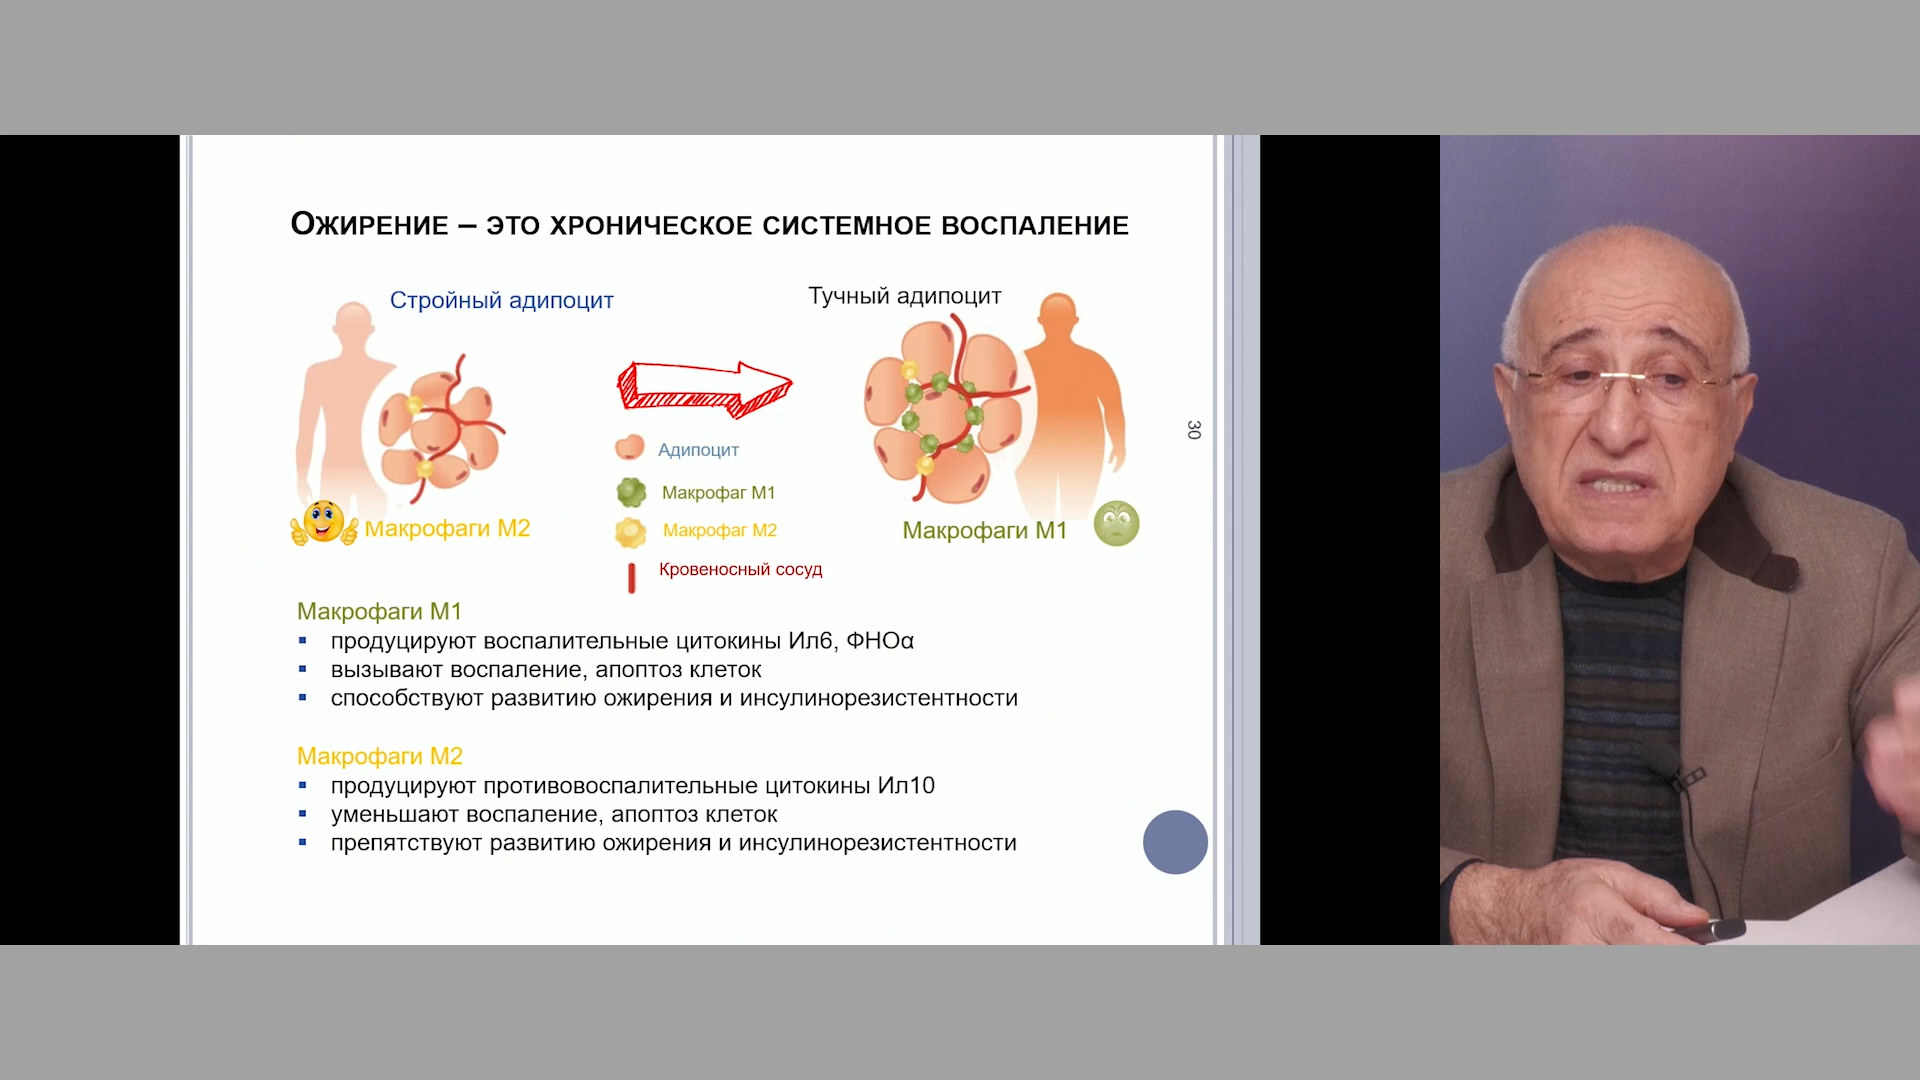 Ожирение – это хроническое системное воспаление
Стройный адипоцит
Тучный адипоцит
Адипоцит
Макрофаг М1
Макрофаг М2
Кровеносный сосуд
Макрофаги М2
Макрофаги М1
30
Макрофаги М1
▪ продуцируют воспалительные цитокины Ил6, ФНОα
▪ вызывают воспаление, апоптоз клеток
▪ способствуют развитию ожирения и инсулинорезистентности
Макрофаги М2
▪ продуцируют противовоспалительные цитокины Ил10
▪ уменьшают воспаление, апоптоз клеток
▪ препятствуют развитию ожирения и инсулинорезистентности